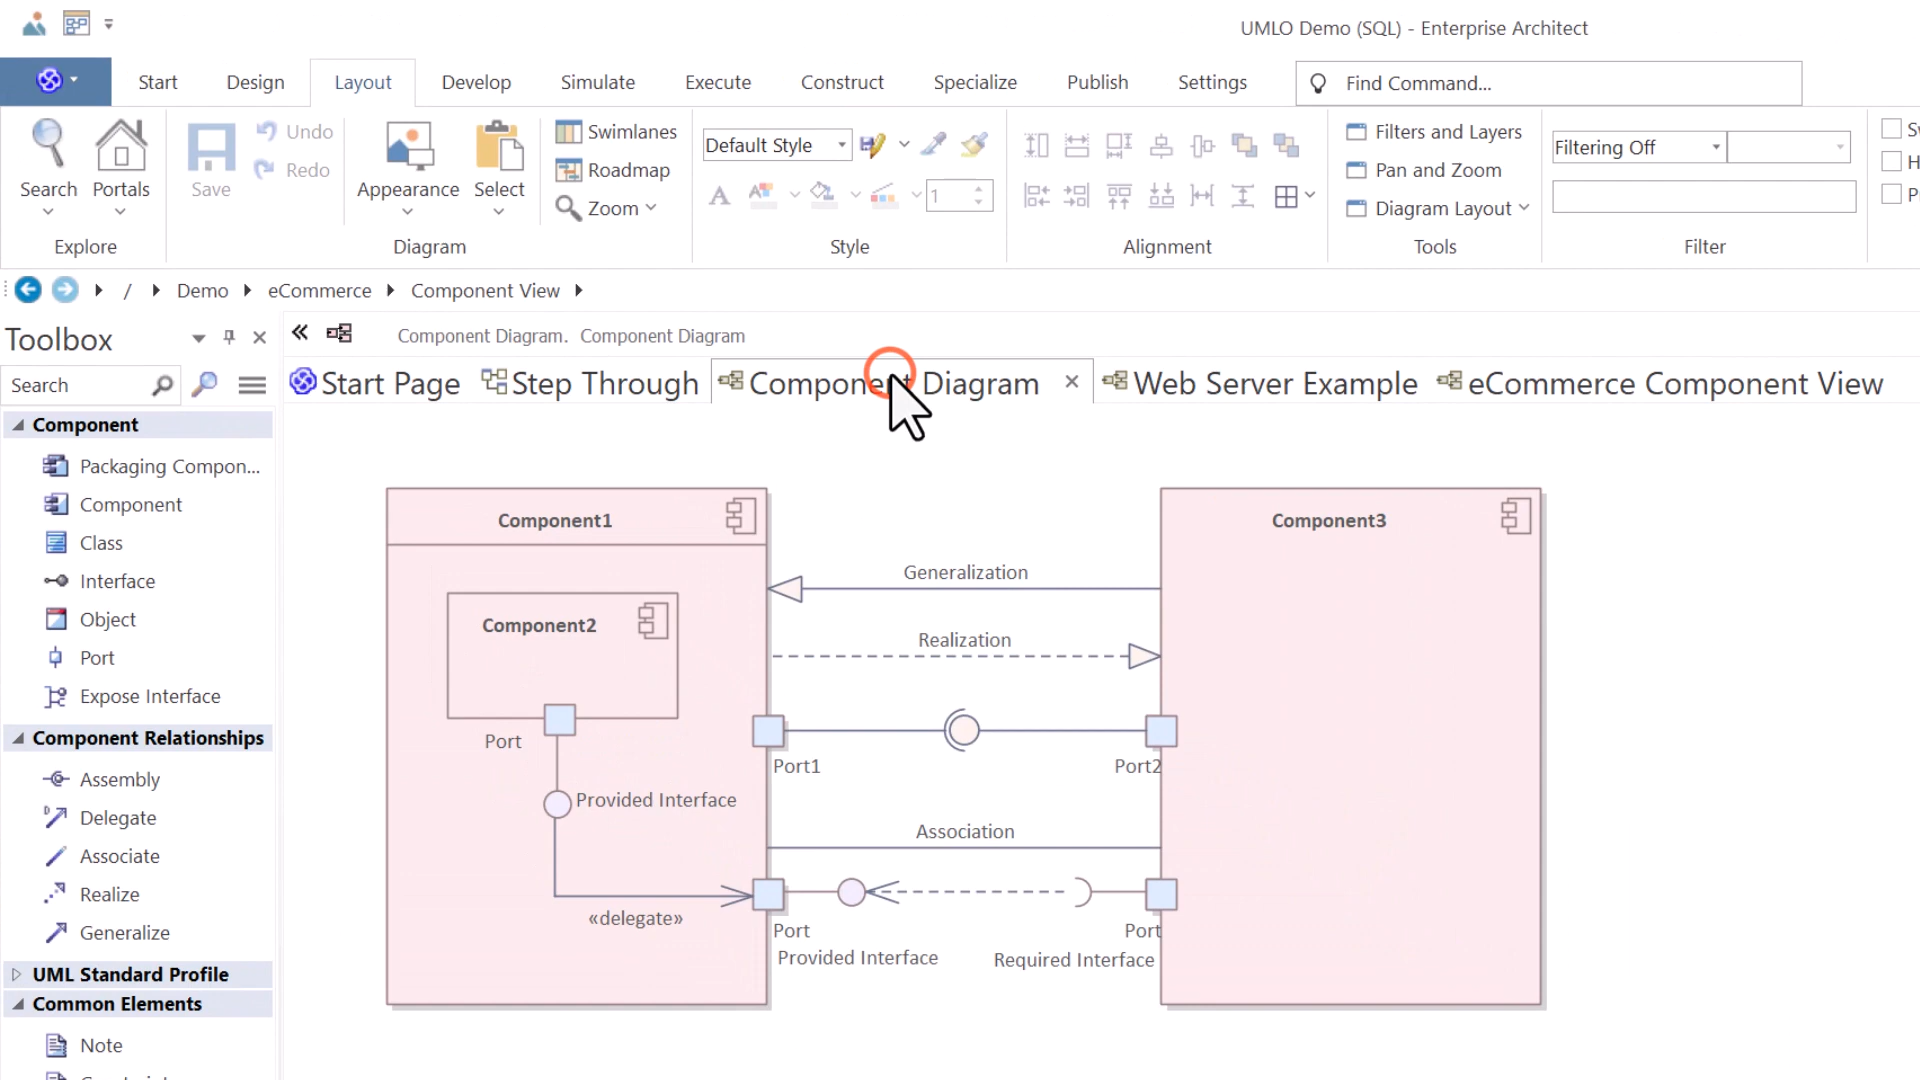 UMLO Demo (SQL) - Enterprise Architect
Start Design Layout Develop Simulate Execute Construct Specialize Publish Settings Find Command...
Search Portals Save Undo Redo Appearance Select Swimlanes Roadmap Zoom
Default Style 1
Filters and Layers
Pan and Zoom
Diagram Layout
Filtering Off
Explore Diagram Style Alignment Tools Filter
/ Demo eCommerce Component View
Toolbox
Component Diagram. Component Diagram
Search
Start Page Step Through Component Diagram Web Server Example eCommerce Component View
Component
Packaging Compon...
Component
Class
Interface
Object
Port
Expose Interface
Component Relationships
Assembly
Delegate
Associate
Realize
Generalize
UML Standard Profile
Common Elements
Note
Component1
Component2
Port
Provided Interface
«delegate»
Generalization
Realization
Port1
Port2
Association
Port
Provided Interface
Port
Required Interface
Component3